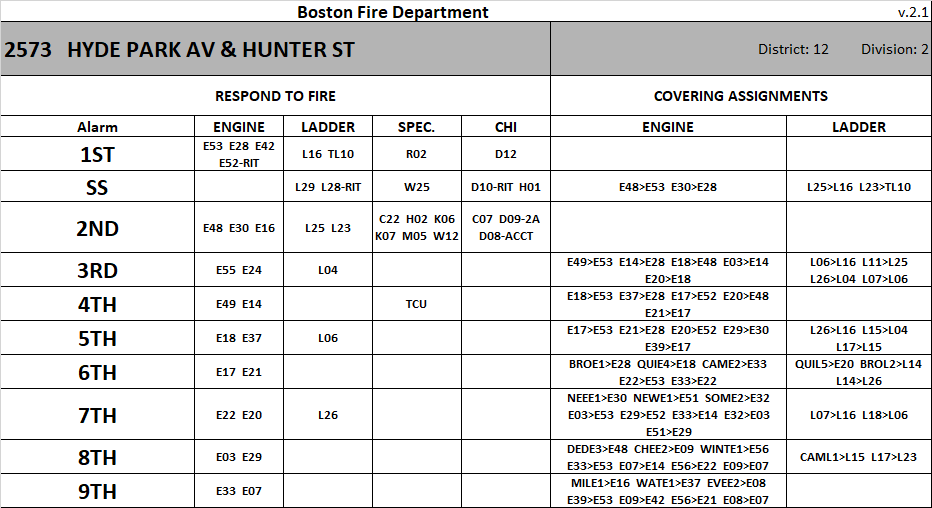 Boston Fire Department v.2.1
2573 HYDE PARK AV & HUNTER ST District: 12 Division: 2
RESPOND TO FIRE COVERING ASSIGNMENTS
Alarm ENGINE LADDER SPEC. CHI ENGINE LADDER
1ST E53 E28 E42 L16 TL10 R02 D12
E52-RIT
SS L29 L28-RIT W25 D10-RIT H01 E48>E53 E30>E28 L25>L16 L23>TL10
2ND E48 E30 E16 L25 L23 C22 H02 K06 C07 D09-2A
K07 M05 W12 D08-ACCT
3RD E55 E24 L04 E49>E53 E14>E28 E18>E48 E03>E14 L06>L16 L11>L25
E20>E18 L26>L04 L07>L06
4TH E49 E14 TCU E18>E53 E37>E28 E17>E52 E20>E48
E21>E17
5TH E18 E37 L06 E17>E53 E21>E28 E20>E52 E29>E30 L26>L16 L15>L04
E39>E17 L17>L15
6TH E17 E21 BROE1>E28 QUIE4>E18 CAME2>E33 QUIL5>E20 BROL2>L14
E22>E53 E33>E22 L14>L26
7TH E22 E20 L26 NEEE1>E30 NEWE1>E51 SOME2>E32 L07>L16 L18>L06
E03>E53 E29>E52 E33>E14 E32>E03
E51>E29
8TH E03 E29 DEDE3>E48 CHEE2>E09 WINTE1>E56 CAML1>L15 L17>L23
E33>E53 E07>E14 E56>E22 E09>E07
9TH E33 E07 MILE1>E16 WATE1>E37 EVEE2>E08
E39>E53 E09>E42 E56>E21 E08>E07